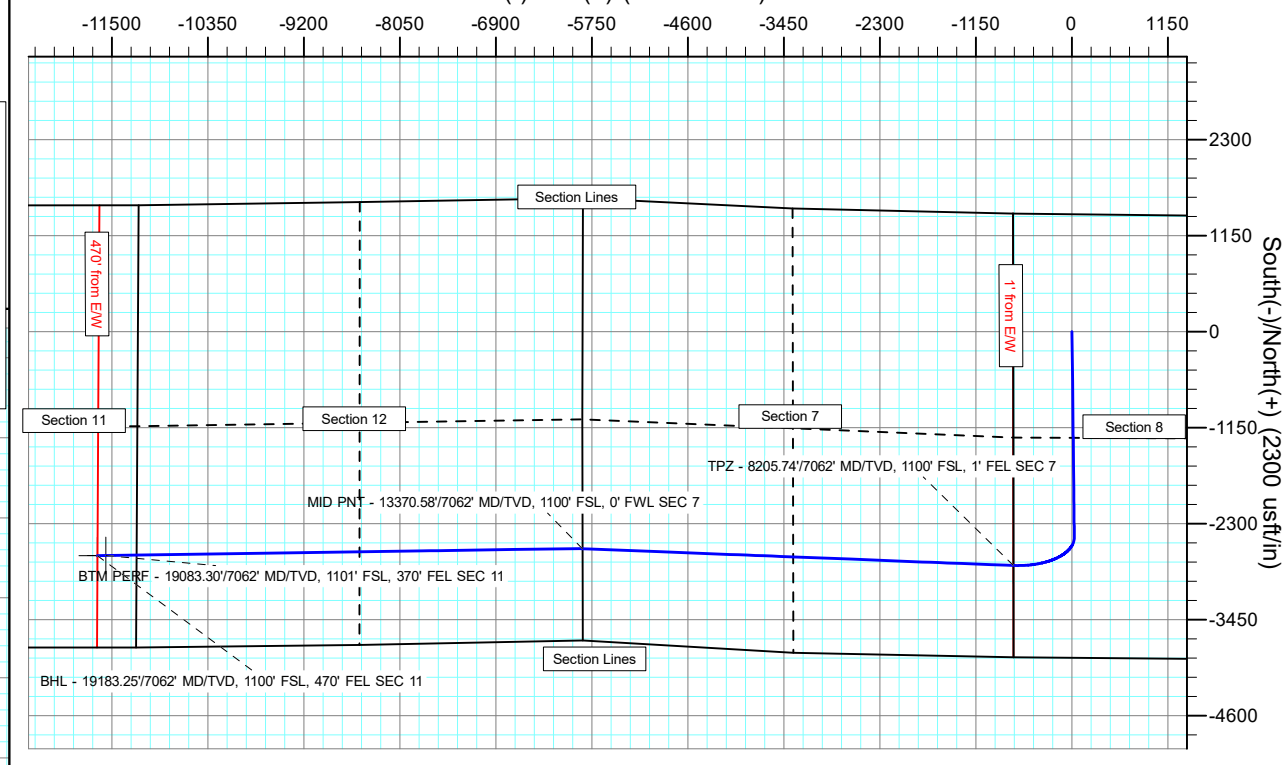 -11500 -10350 -9200 -8050 -6900 -5750 -4600 -3450 -2300 -1150 0 1150
Section Lines
2300
1150
470' from E/W
1' from E/W
0
South(-)/North(+) (2300 usft/in)
Section 11
Section 12
Section 7
Section 8
-1150
TPZ - 8205.74'/7062' MD/TVD, 1100' FSL, 1' FEL SEC 7
MID PNT - 13370.58'/7062' MD/TVD, 1100' FSL, 0' FWL SEC 7
-2300
BTM PERF - 19083.30'/7062' MD/TVD, 1101' FSL, 370' FEL SEC 11
-3450
Section Lines
BHL - 19183.25'/7062' MD/TVD, 1100' FSL, 470' FEL SEC 11
-4600